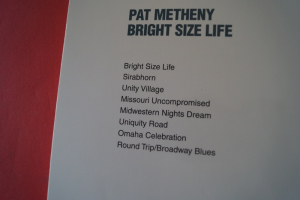 PAT METHENY
BRIGHT SIZE LIFE
Bright Size Life
Sirabhorn
Unity Village
Missouri Uncompromised
Midwestern Nights Dream
Uniquity Road
Omaha Celebration
Round Trip/Broadway Blues